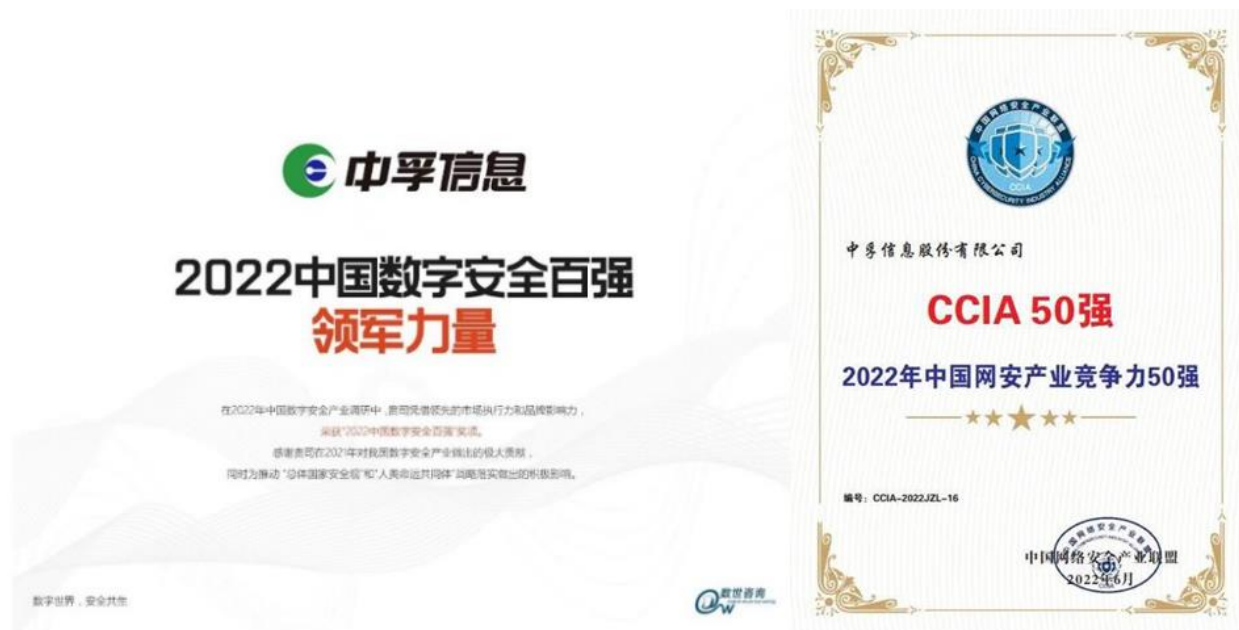 中孚信息
2022中国数字安全百强
领军力量
在2022年中国数字安全产业调研中，贵司凭借领先的市场执行力和品牌影响力，
荣获“2022中国数字安全百强”奖项。
感谢贵司在2021年对我国数字安全产业做出的极大贡献，
同时为推动“总体国家安全观”和“人类命运共同体”战略落实做出的积极影响。
数字世界，安全共生
数世咨询
中国网络安全产业联盟
CHINA CYBERSECURITY INDUSTRY ALLIANCE
CCIA
中孚信息股份有限公司
CCIA 50强
2022年中国网安产业竞争力50强
编号：CCIA-2022JZL-16
中国网络安全产业联盟
2022年6月